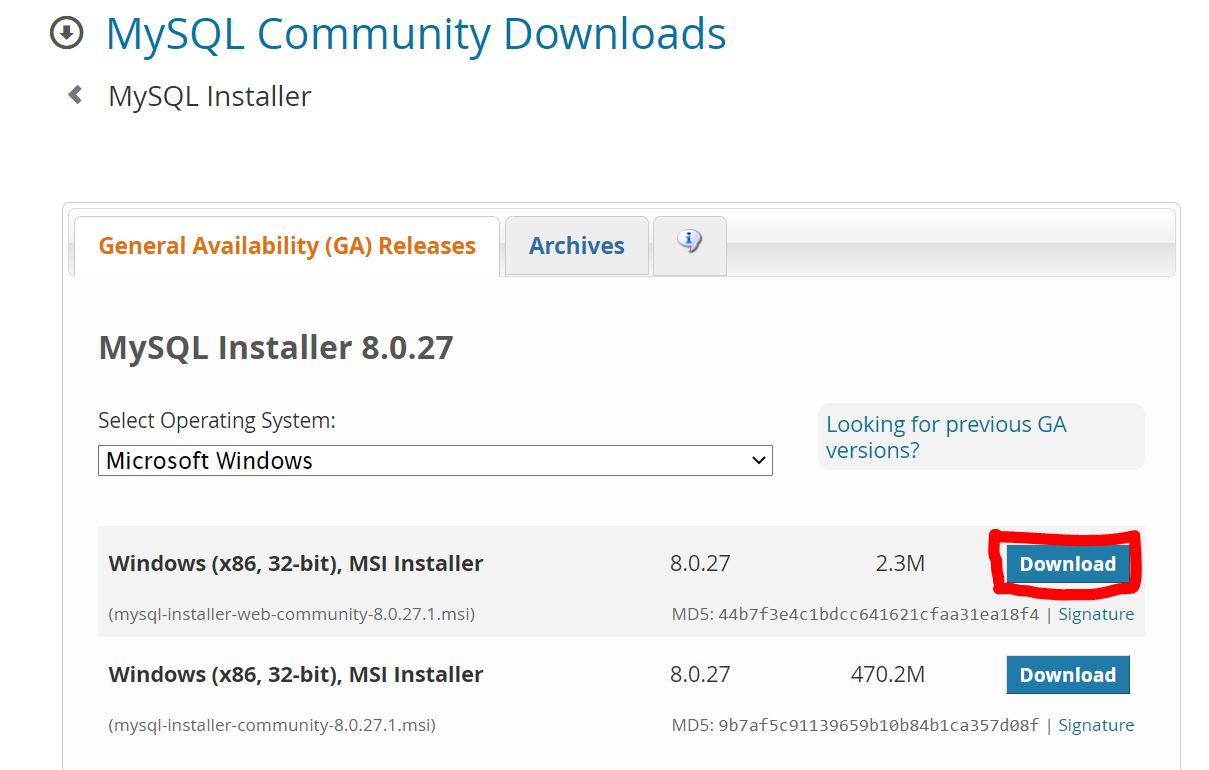 MySQL Community Downloads
MySQL Installer
General Availability (GA) Releases
Archives
MySQL Installer 8.0.27
Select Operating System:
Microsoft Windows
Looking for previous GA
versions?
Windows (x86, 32-bit), MSI Installer 8.0.27 2.3M Download
(mysql-installer-web-community-8.0.27.1.msi) MD5: 44b7f3e4c1bdcc641621cfaa31ea18f4 | Signature
Windows (x86, 32-bit), MSI Installer 8.0.27 470.2M Download
(mysql-installer-community-8.0.27.1.msi) MD5: 9b7af5c91139659b10b84b1ca357d08f | Signature